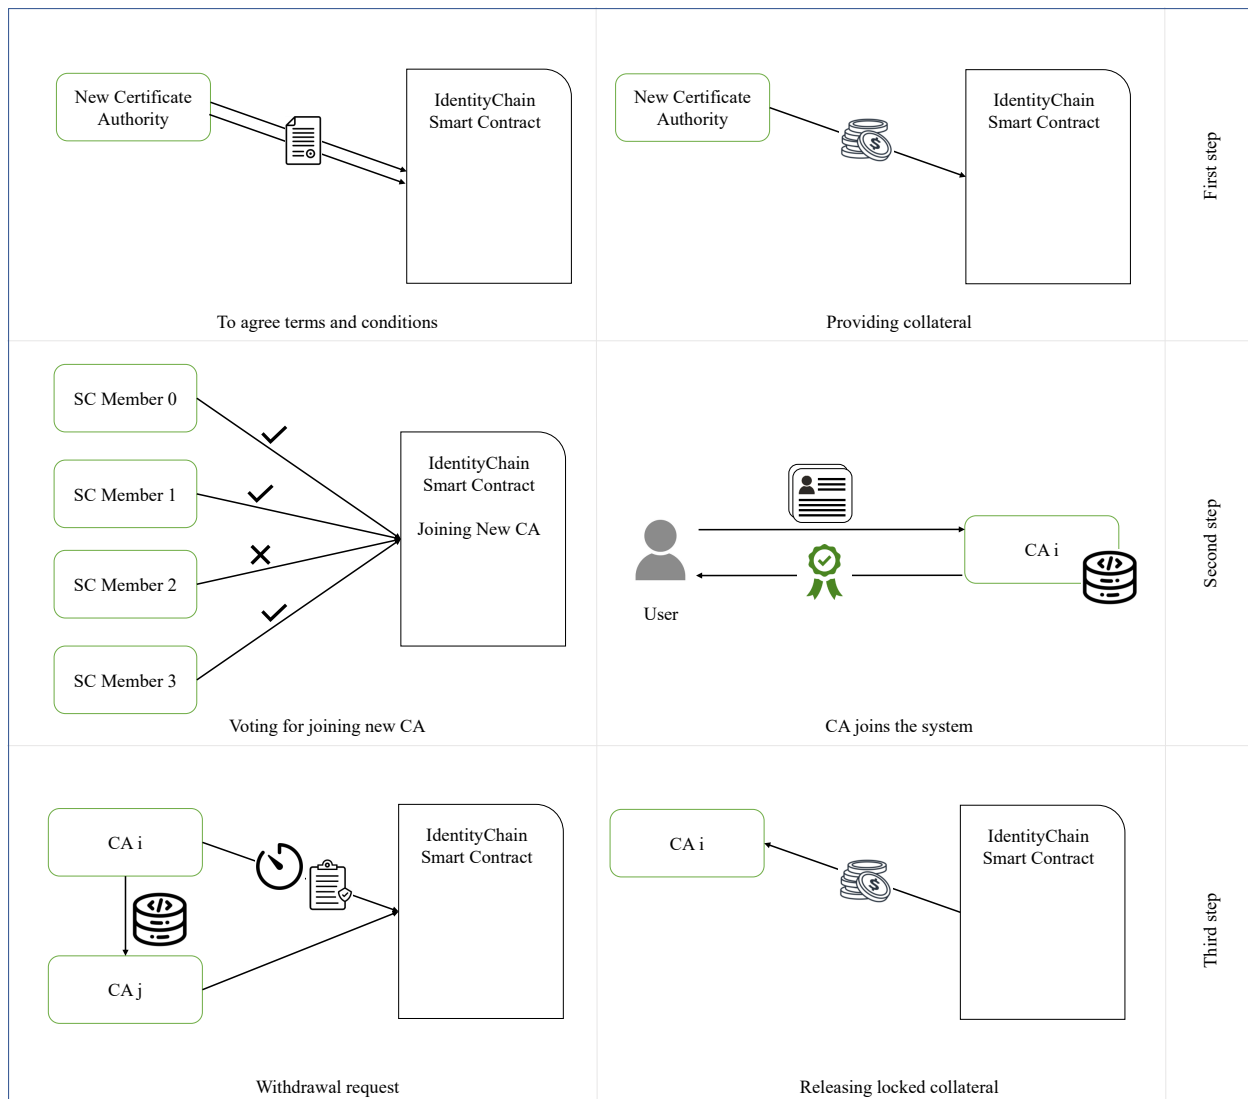 New Certificate
Authority
IdentityChain
Smart Contract
To agree terms and conditions
New Certificate
Authority
$
IdentityChain
Smart Contract
Providing collateral
First step
SC Member 0
SC Member 1
SC Member 2
SC Member 3
IdentityChain
Smart Contract
Joining New CA
Voting for joining new CA
User
CA i
</>
CA joins the system
Second step
CA i
</>
CA j
IdentityChain
Smart Contract
Withdrawal request
CA i
$
IdentityChain
Smart Contract
Releasing locked collateral
Third step